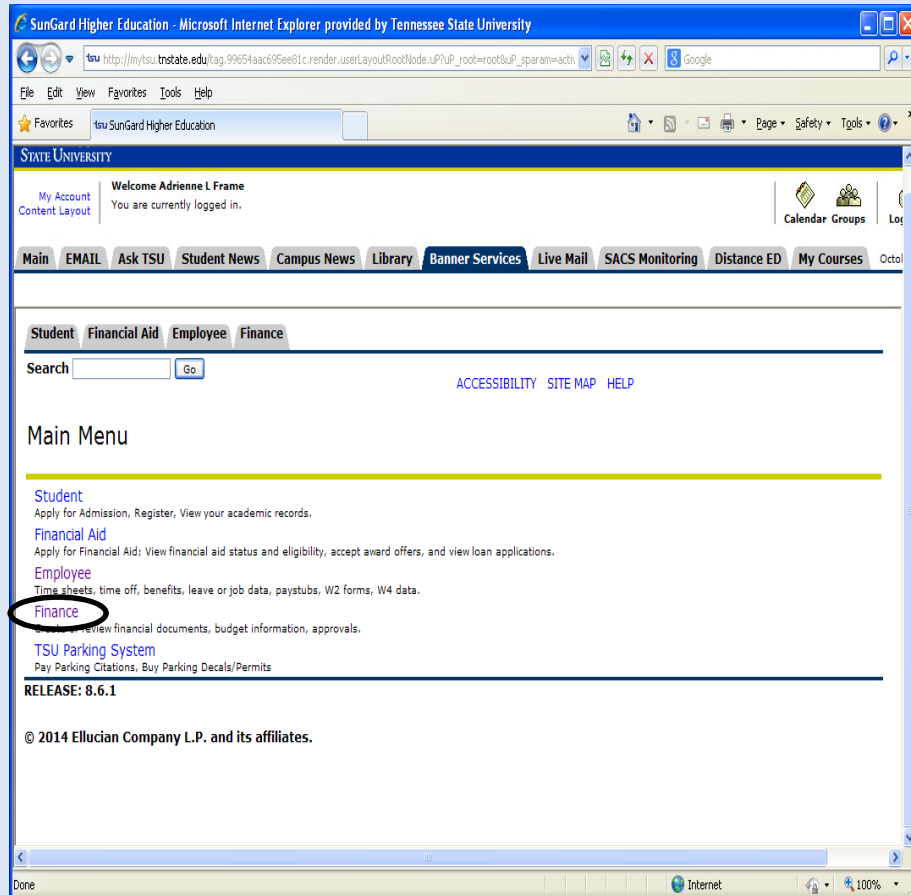 SunGard Higher Education - Microsoft Internet Explorer provided by Tennessee State University
tsu http://mytsu.tnstate.edu/tag.99654aac695ee81c.render.userLayoutRootNode.uP?uP_root=root&uP_sparam=activ
8 Google
File Edit View Favorites Tools Help
Favorites tsu SunGard Higher Education Page Safety Tools
STATE UNIVERSITY
My Account
Content Layout
Welcome Adrienne L Frame
You are currently logged in.
Calendar Groups Log
Main EMAIL Ask TSU Student News Campus News Library Banner Services Live Mail SACS Monitoring Distance ED My Courses Octo
Student Financial Aid Employee Finance
Search Go
ACCESSIBILITY SITE MAP HELP
Main Menu
Student
Apply for Admission, Register, View your academic records.
Financial Aid
Apply for Financial Aid; View financial aid status and eligibility, accept award offers, and view loan applications.
Employee
Time sheets, time off, benefits, leave or job data, paystubs, W2 forms, W4 data.
Finance
Create or review financial documents, budget information, approvals.
TSU Parking System
Pay Parking Citations, Buy Parking Decals/Permits
RELEASE: 8.6.1
© 2014 Ellucian Company L.P. and its affiliates.
Done Internet 100%